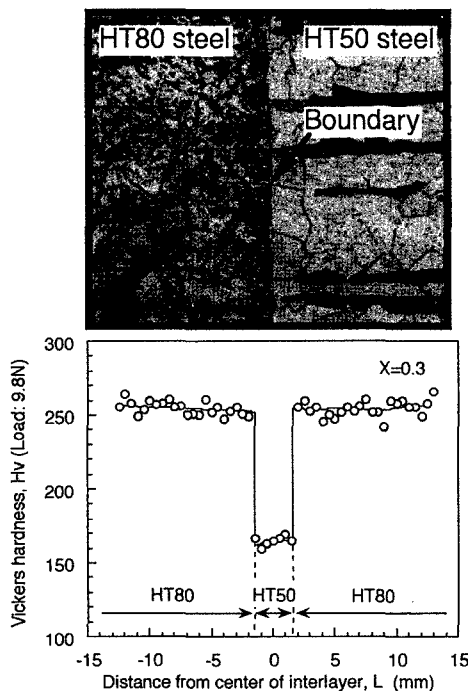 HT80 steel HT50 steel
Boundary
300
X=0.3
250
200
150
HT80 HT50 HT80
100
-15 -10 -5 0 5 10 15
Vickers hardness, Hv (Load: 9.8N)
Distance from center of interlayer, L (mm)